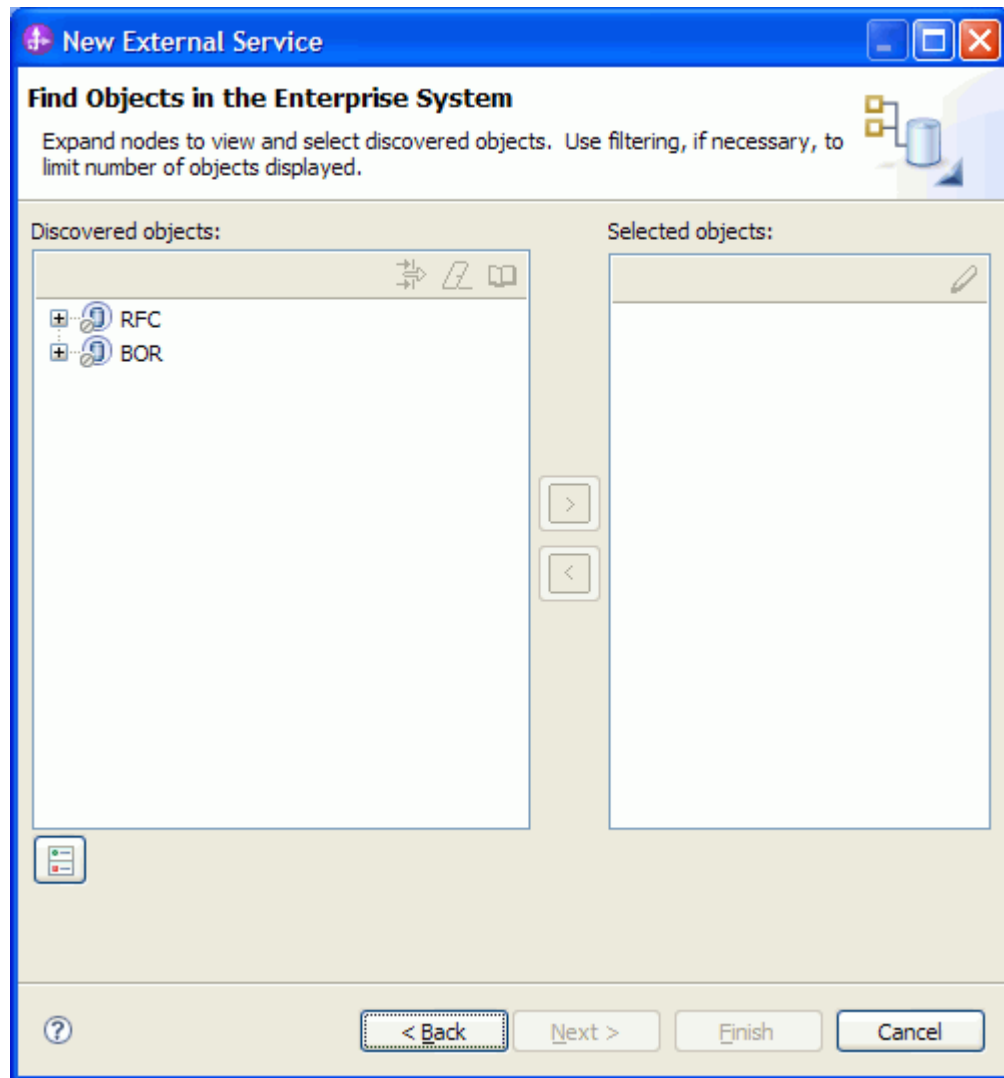 New External Service
Find Objects in the Enterprise System
Expand nodes to view and select discovered objects.  Use filtering, if necessary, to
limit number of objects displayed.
Discovered objects:
Selected objects:
RFC
BOR
>
<
?
< Back
Next >
Finish
Cancel